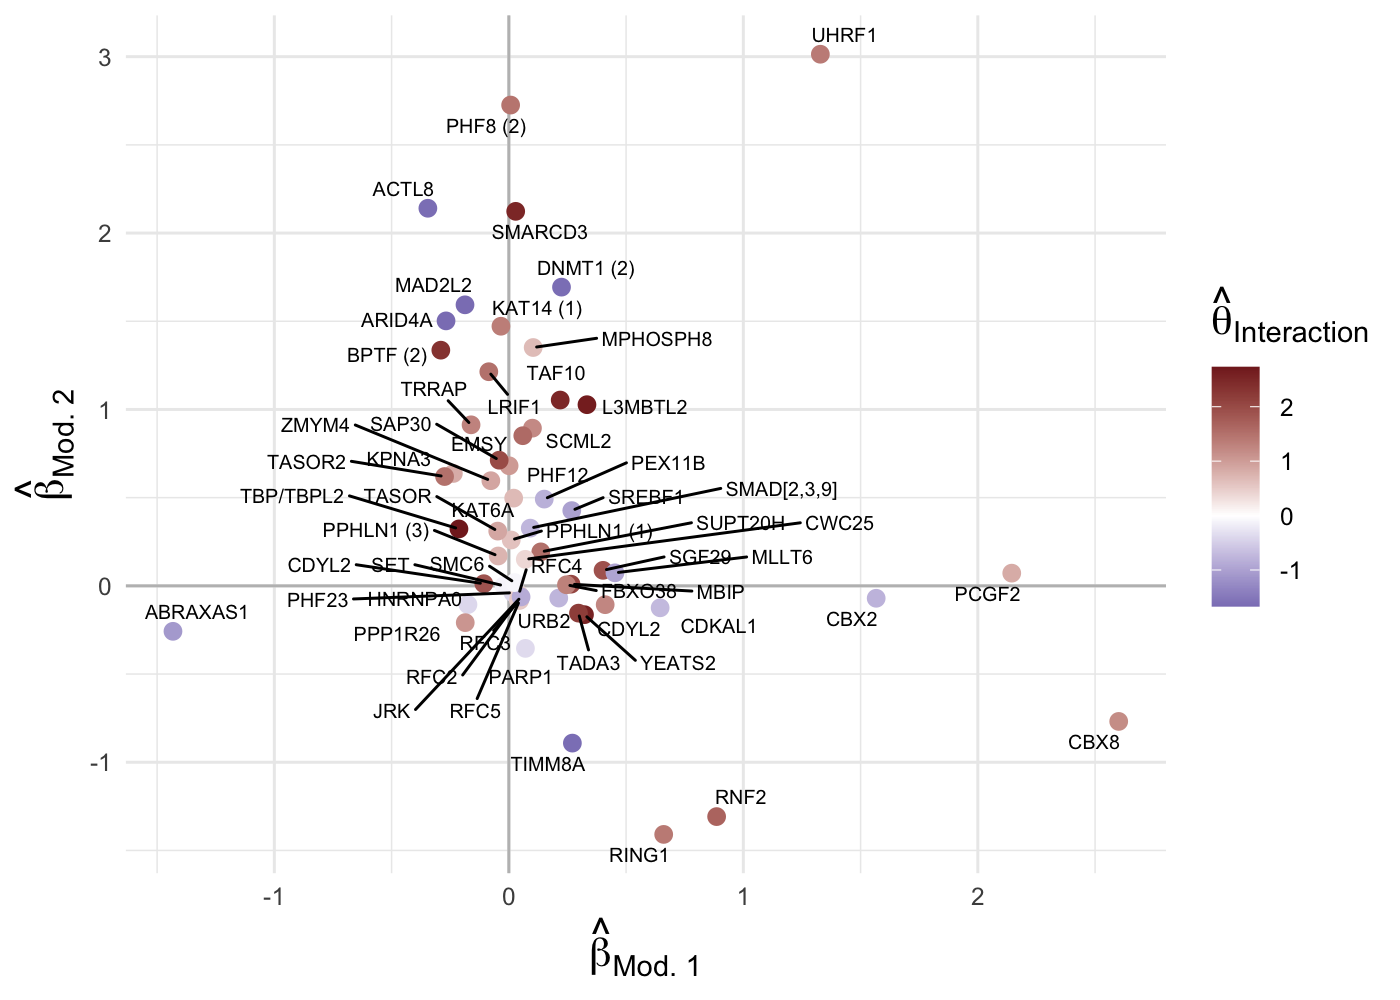 UHRF1
3
PHF8 (2)
ACTL8
2
SMARCD3
DNMT1 (2)
MAD2L2
KAT14 (1)
ARID4A
MPHOSPH8
BPTF (2)
TAF10
TRRAP
1
LRIF1
L3MBTL2
ZMYM4
SAP30
EMSY
SCML2
TASOR2
KPNA3
PHF12
PEX11B
TBP/TBPL2
TASOR
SREBF1
SMAD[2,3,9]
KAT6A
PPHLN1 (3)
PPHLN1 (1)
SUPT20H
CWC25
CDYL2
SET
SMC6
RFC4
SGF29
MLLT6
0
PHF23
HNRNPA0
FBXO38
MBIP
PCGF2
ABRAXAS1
URB2
CDYL2
CDKAL1
CBX2
PPP1R26
RFC3
TADA3
YEATS2
RFC2
PARP1
JRK
RFC5
CBX8
-1
TIMM8A
RNF2
RING1
-1
0
1
2
β̂Mod. 1
β̂Mod. 2
θ̂Interaction
2
1
0
-1